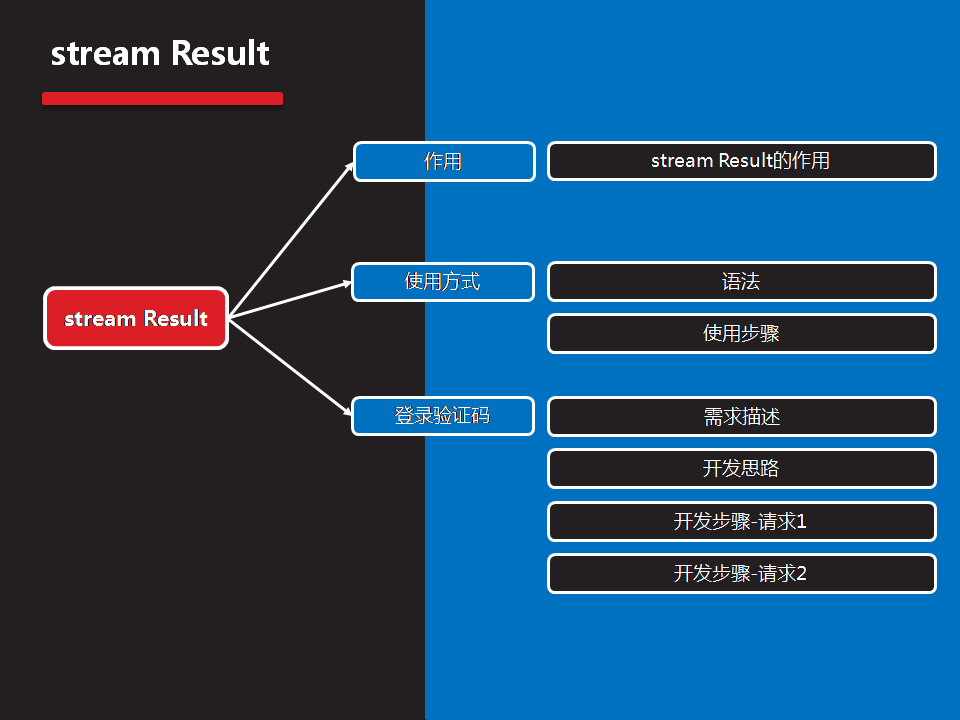 stream Result
作用
stream Result的作用
使用方式
语法
使用步骤
stream Result
登录验证码
需求描述
开发思路
开发步骤-请求1
开发步骤-请求2